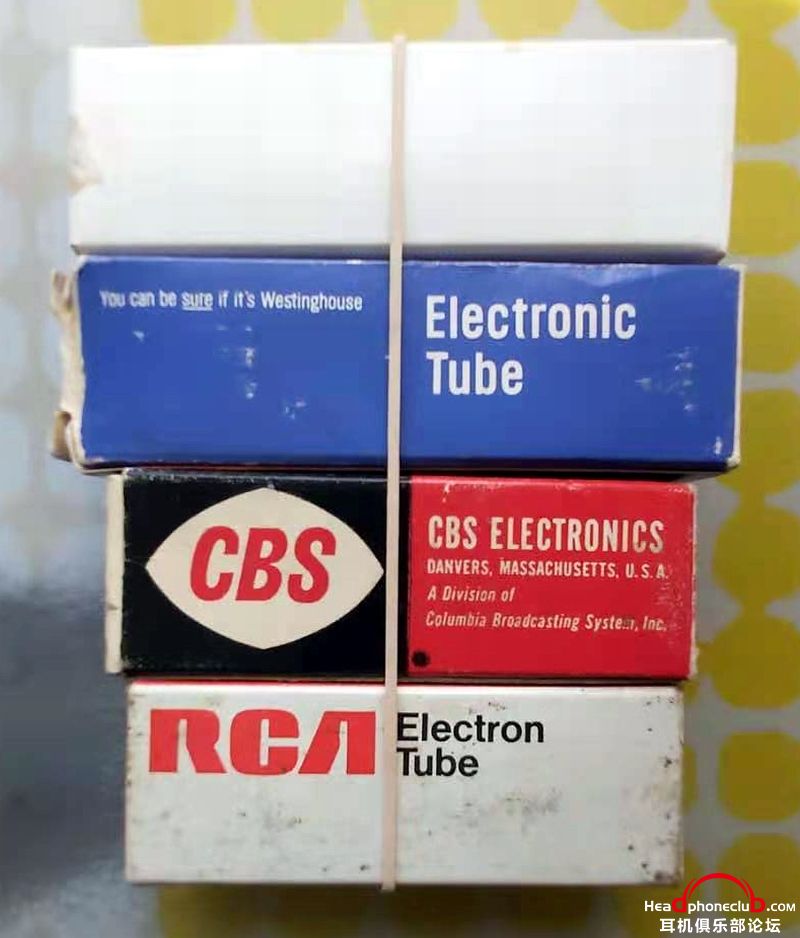 You can be sure if it's Westinghouse
Electronic
Tube
CBS
CBS ELECTRONICS
DANVERS, MASSACHUSETTS, U.S.A.
A Division of
Columbia Broadcasting System, Inc.
RCA
Electron
Tube
HeadphoneclubD.com
耳机俱乐部论坛